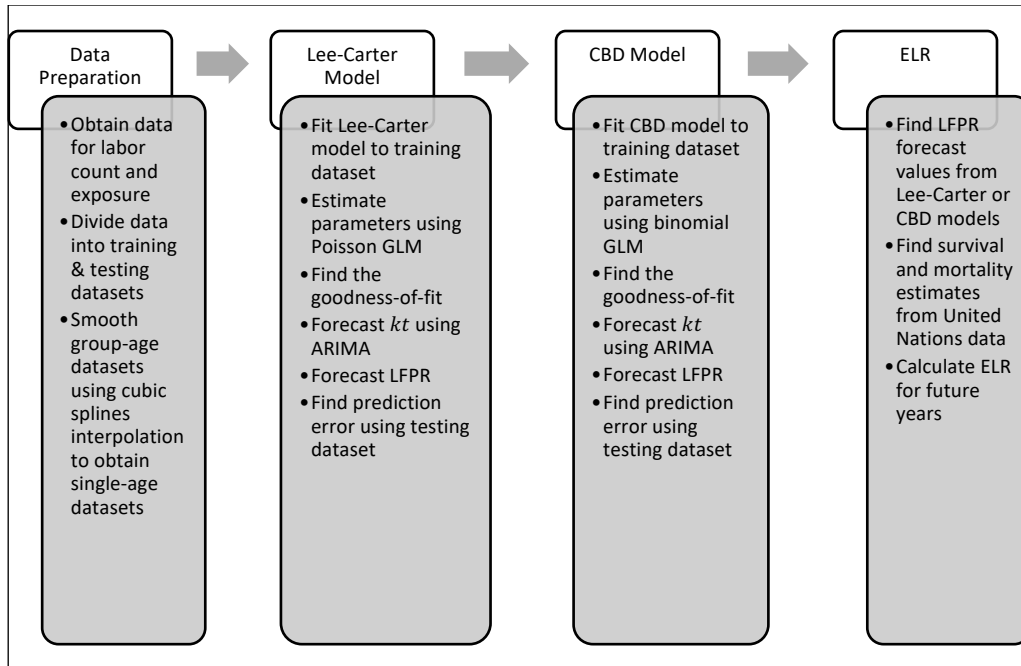 Data
Preparation
•Obtain data
for labor
count and
exposure
•Divide data
into training
& testing
datasets
•Smooth
group-age
datasets
using cubic
splines
interpolation
to obtain
single-age
datasets
Lee-Carter
Model
•Fit Lee-Carter
model to training
dataset
•Estimate
parameters using
Poisson GLM
•Find the
goodness-of-fit
•Forecast kt using
ARIMA
•Forecast LFPR
•Find prediction
error using testing
dataset
CBD Model
•Fit CBD model to
training dataset
•Estimate
parameters
using binomial
GLM
•Find the
goodness-of-fit
•Forecast kt
using ARIMA
•Forecast LFPR
•Find prediction
error using
testing dataset
ELR
•Find LFPR
forecast
values from
Lee-Carter or
CBD models
•Find survival
and mortality
estimates
from United
Nations data
•Calculate ELR
for future
years